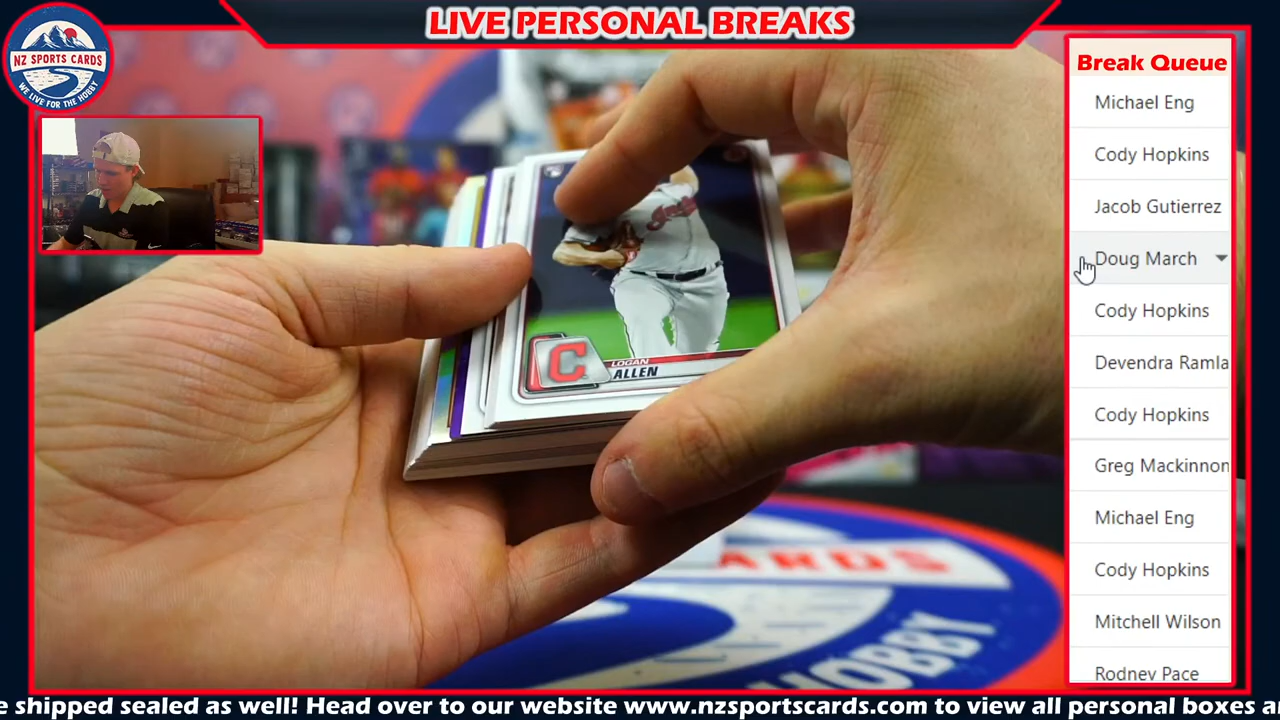 LIVE PERSONAL BREAKS
NZ SPORTS CARDS
WE LIVE FOR THE HOBBY
Break Queue
Michael Eng
Cody Hopkins
Jacob Gutierrez
Doug March
Cody Hopkins
Devendra Ramla
Cody Hopkins
Greg Mackinnon
Michael Eng
Cody Hopkins
Mitchell Wilson
Rodney Pace
C
LOGAN
ALLEN
CARDS
HOBBY
e shipped sealed as well! Head over to our website www.nzsportscards.com to view all personal boxes a